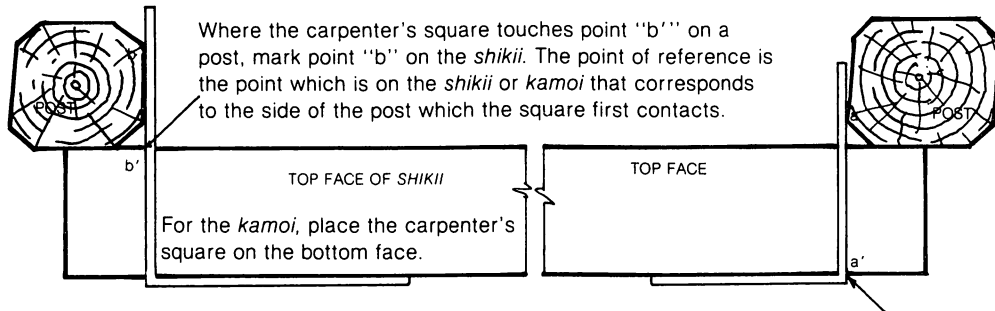 Where the carpenter's square touches point "b'" on a
post, mark point "b" on the shikii. The point of reference is
the point which is on the shikii or kamoi that corresponds
to the side of the post which the square first contacts.
POST
POST
b'
TOP FACE OF SHIKII
TOP FACE
For the kamoi, place the carpenter's
square on the bottom face.
a'